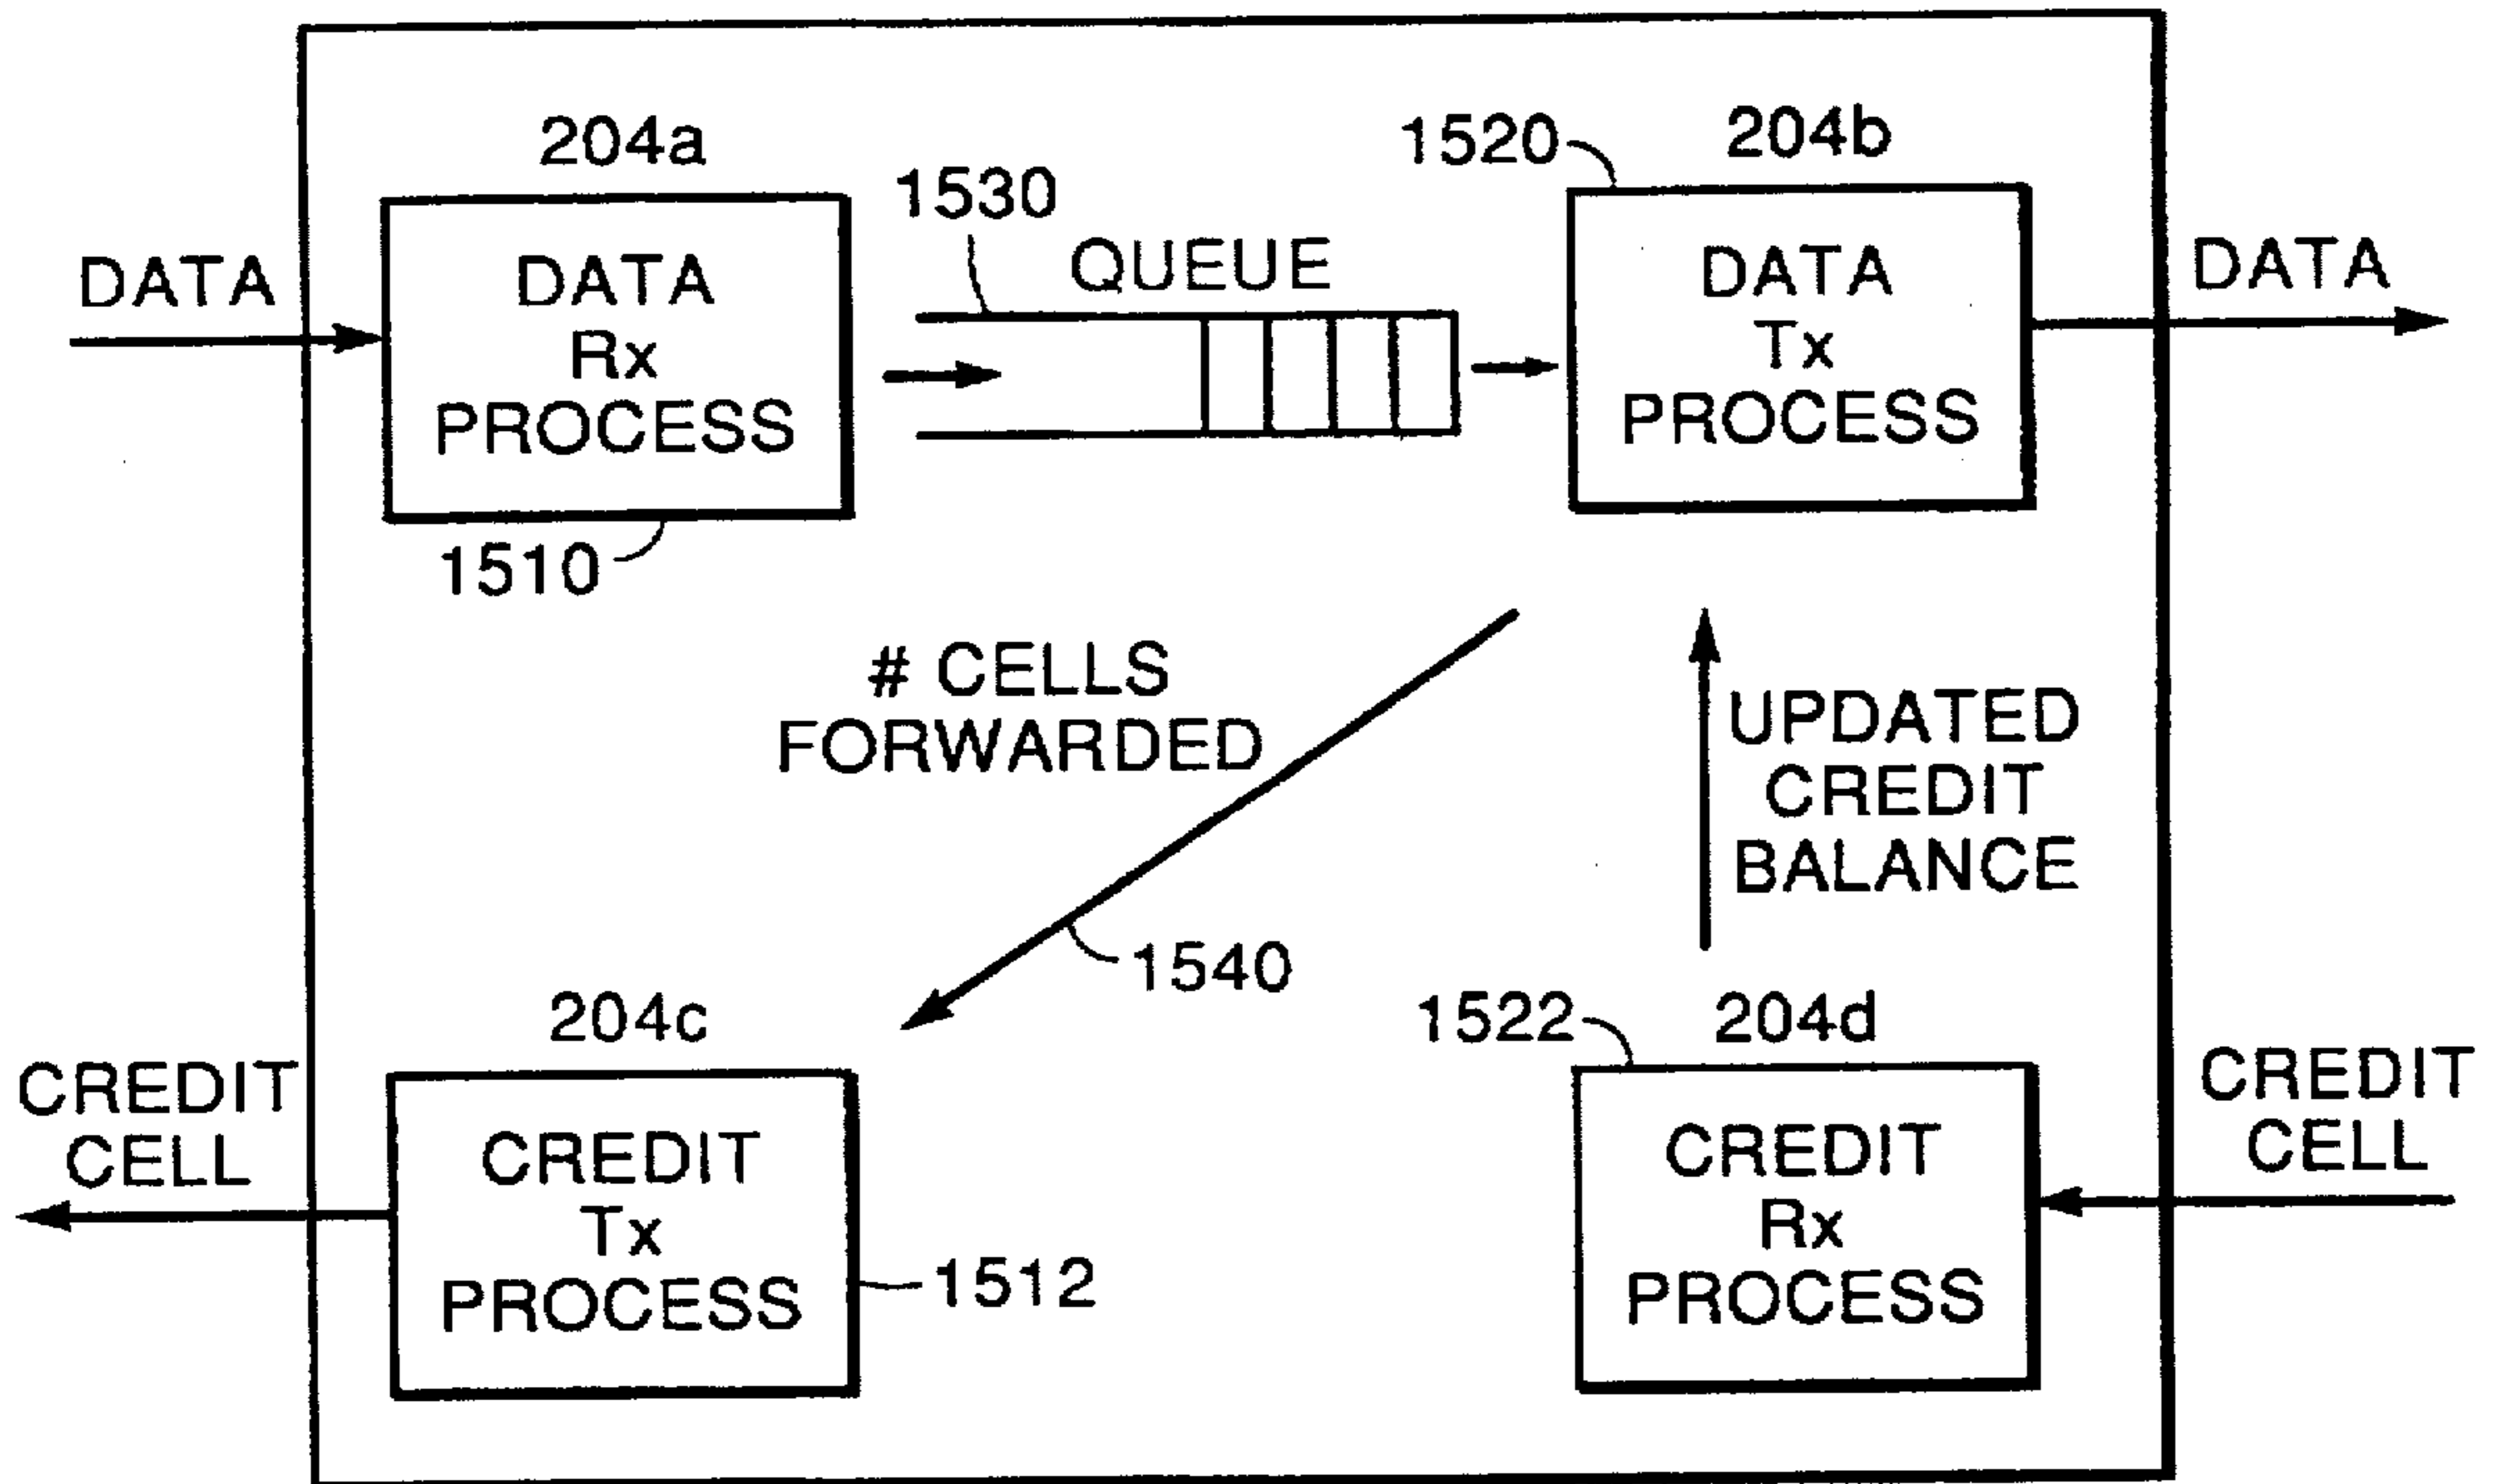 204a
1520
204b
1530
DATA
DATA
Rx
PROCESS
QUEUE
DATA
Tx
PROCESS
DATA
1510
# CELLS
FORWARDED
UPDATED
CREDIT
BALANCE
1540
204c
1522
204d
CREDIT
CELL
CREDIT
Tx
PROCESS
1512
CREDIT
Rx
PROCESS
CREDIT
CELL